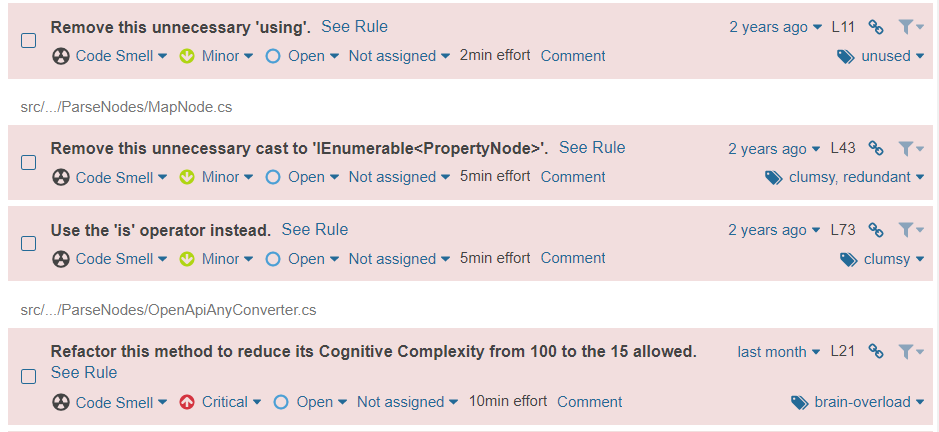 Remove this unnecessary 'using'. See Rule 2 years ago L11
Code Smell Minor Open Not assigned 2min effort Comment unused
src/.../ParseNodes/MapNode.cs
Remove this unnecessary cast to 'IEnumerable<PropertyNode>'. See Rule 2 years ago L43
Code Smell Minor Open Not assigned 5min effort Comment clumsy, redundant
Use the 'is' operator instead. See Rule 2 years ago L73
Code Smell Minor Open Not assigned 5min effort Comment clumsy
src/.../ParseNodes/OpenApiAnyConverter.cs
Refactor this method to reduce its Cognitive Complexity from 100 to the 15 allowed. last month L21
See Rule
Code Smell Critical Open Not assigned 10min effort Comment brain-overload